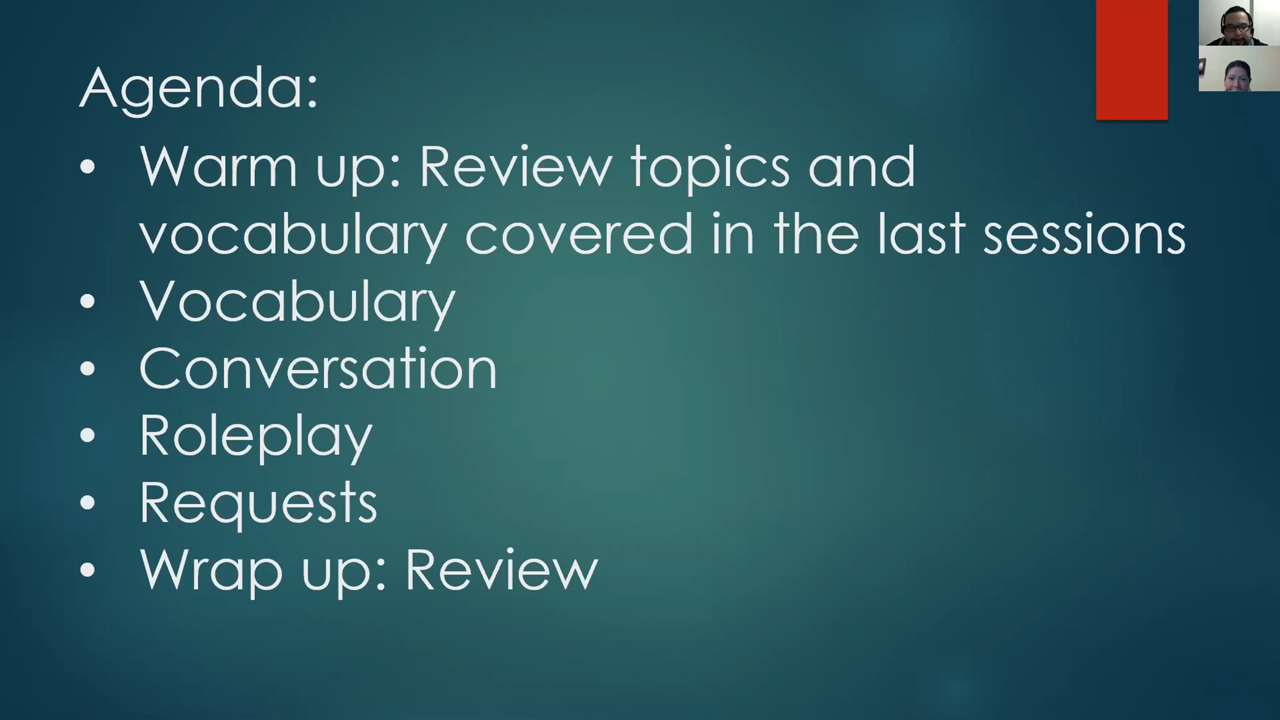 Agenda:
• Warm up: Review topics and
vocabulary covered in the last sessions
• Vocabulary
• Conversation
• Roleplay
• Requests
• Wrap up: Review